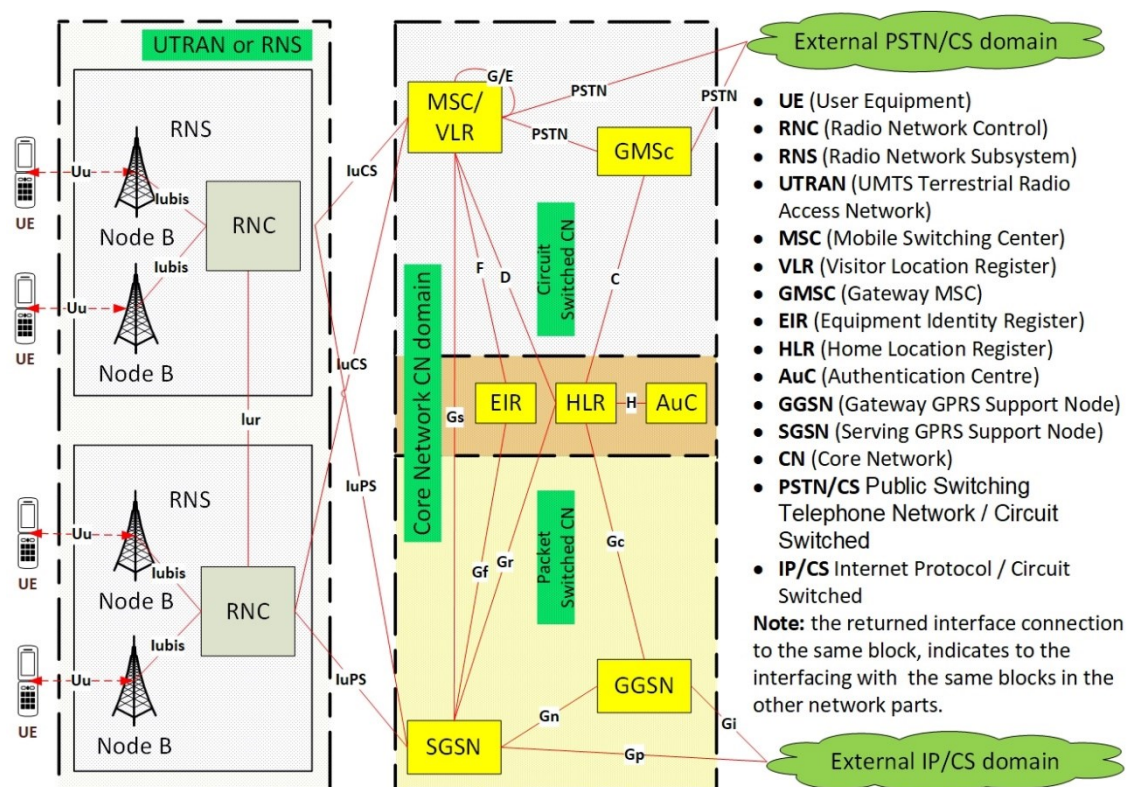 UTRAN or RNS
RNS
UE
Uu
Iubis
Node B
RNC
Iubis
UE
Uu
Node B
Iur
RNS
UE
Uu
Iubis
Node B
RNC
Iubis
UE
Uu
Node B
IuCS
IuCS
IuPS
IuPS
Core Network CN domain
G/E
MSC/
VLR
PSTN
PSTN
PSTN
GMSc
Circuit
Switched CN
F
D
C
EIR
HLR
H
AuC
Gs
Gf
Gr
Gc
Packet
Switched CN
GGSN
SGSN
Gn
Gp
Gi
External PSTN/CS domain
• UE (User Equipment)
• RNC (Radio Network Control)
• RNS (Radio Network Subsystem)
• UTRAN (UMTS Terrestrial Radio
Access Network)
• MSC (Mobile Switching Center)
• VLR (Visitor Location Register)
• GMSC (Gateway MSC)
• EIR (Equipment Identity Register)
• HLR (Home Location Register)
• AuC (Authentication Centre)
• GGSN (Gateway GPRS Support Node)
• SGSN (Serving GPRS Support Node)
• CN (Core Network)
• PSTN/CS Public Switching
Telephone Network / Circuit
Switched
• IP/CS Internet Protocol / Circuit
Switched
Note: the returned interface connection
to the same block, indicates to the
interfacing with the same blocks in the
other network parts.
External IP/CS domain